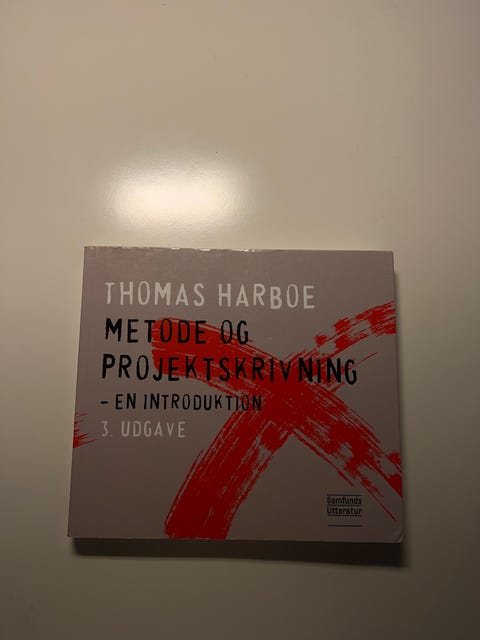 THOMAS HARBOE
METODE OG
PROJEKTSKRIVNING
– EN INTRODUKTION
3. UDGAVE
Samfunds
litteratur